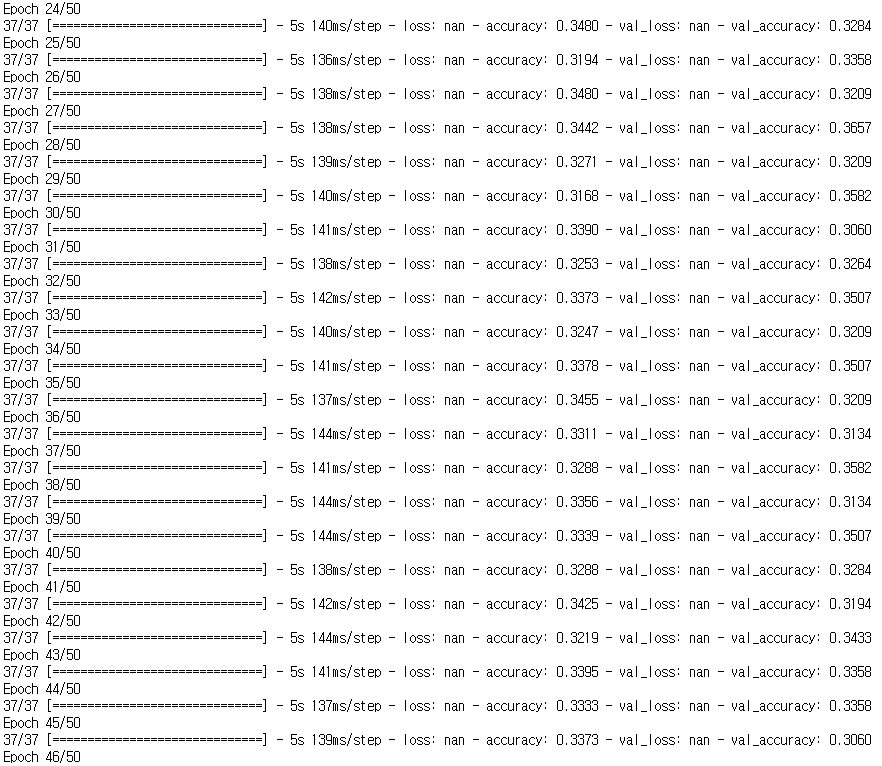 Epoch 24/50
37/37 [==============================] - 5s 140ms/step - loss: nan - accuracy: 0.3480 - val_loss: nan - val_accuracy: 0.3284
Epoch 25/50
37/37 [==============================] - 5s 136ms/step - loss: nan - accuracy: 0.3194 - val_loss: nan - val_accuracy: 0.3358
Epoch 26/50
37/37 [==============================] - 5s 138ms/step - loss: nan - accuracy: 0.3480 - val_loss: nan - val_accuracy: 0.3209
Epoch 27/50
37/37 [==============================] - 5s 138ms/step - loss: nan - accuracy: 0.3442 - val_loss: nan - val_accuracy: 0.3657
Epoch 28/50
37/37 [==============================] - 5s 139ms/step - loss: nan - accuracy: 0.3271 - val_loss: nan - val_accuracy: 0.3209
Epoch 29/50
37/37 [==============================] - 5s 140ms/step - loss: nan - accuracy: 0.3168 - val_loss: nan - val_accuracy: 0.3582
Epoch 30/50
37/37 [==============================] - 5s 141ms/step - loss: nan - accuracy: 0.3390 - val_loss: nan - val_accuracy: 0.3060
Epoch 31/50
37/37 [==============================] - 5s 138ms/step - loss: nan - accuracy: 0.3253 - val_loss: nan - val_accuracy: 0.3264
Epoch 32/50
37/37 [==============================] - 5s 142ms/step - loss: nan - accuracy: 0.3373 - val_loss: nan - val_accuracy: 0.3507
Epoch 33/50
37/37 [==============================] - 5s 140ms/step - loss: nan - accuracy: 0.3247 - val_loss: nan - val_accuracy: 0.3209
Epoch 34/50
37/37 [==============================] - 5s 141ms/step - loss: nan - accuracy: 0.3378 - val_loss: nan - val_accuracy: 0.3507
Epoch 35/50
37/37 [==============================] - 5s 137ms/step - loss: nan - accuracy: 0.3455 - val_loss: nan - val_accuracy: 0.3209
Epoch 36/50
37/37 [==============================] - 5s 144ms/step - loss: nan - accuracy: 0.3311 - val_loss: nan - val_accuracy: 0.3134
Epoch 37/50
37/37 [==============================] - 5s 141ms/step - loss: nan - accuracy: 0.3288 - val_loss: nan - val_accuracy: 0.3582
Epoch 38/50
37/37 [==============================] - 5s 144ms/step - loss: nan - accuracy: 0.3356 - val_loss: nan - val_accuracy: 0.3134
Epoch 39/50
37/37 [==============================] - 5s 144ms/step - loss: nan - accuracy: 0.3339 - val_loss: nan - val_accuracy: 0.3507
Epoch 40/50
37/37 [==============================] - 5s 138ms/step - loss: nan - accuracy: 0.3288 - val_loss: nan - val_accuracy: 0.3284
Epoch 41/50
37/37 [==============================] - 5s 142ms/step - loss: nan - accuracy: 0.3425 - val_loss: nan - val_accuracy: 0.3194
Epoch 42/50
37/37 [==============================] - 5s 144ms/step - loss: nan - accuracy: 0.3219 - val_loss: nan - val_accuracy: 0.3433
Epoch 43/50
37/37 [==============================] - 5s 141ms/step - loss: nan - accuracy: 0.3395 - val_loss: nan - val_accuracy: 0.3358
Epoch 44/50
37/37 [==============================] - 5s 137ms/step - loss: nan - accuracy: 0.3333 - val_loss: nan - val_accuracy: 0.3358
Epoch 45/50
37/37 [==============================] - 5s 139ms/step - loss: nan - accuracy: 0.3373 - val_loss: nan - val_accuracy: 0.3060
Epoch 46/50